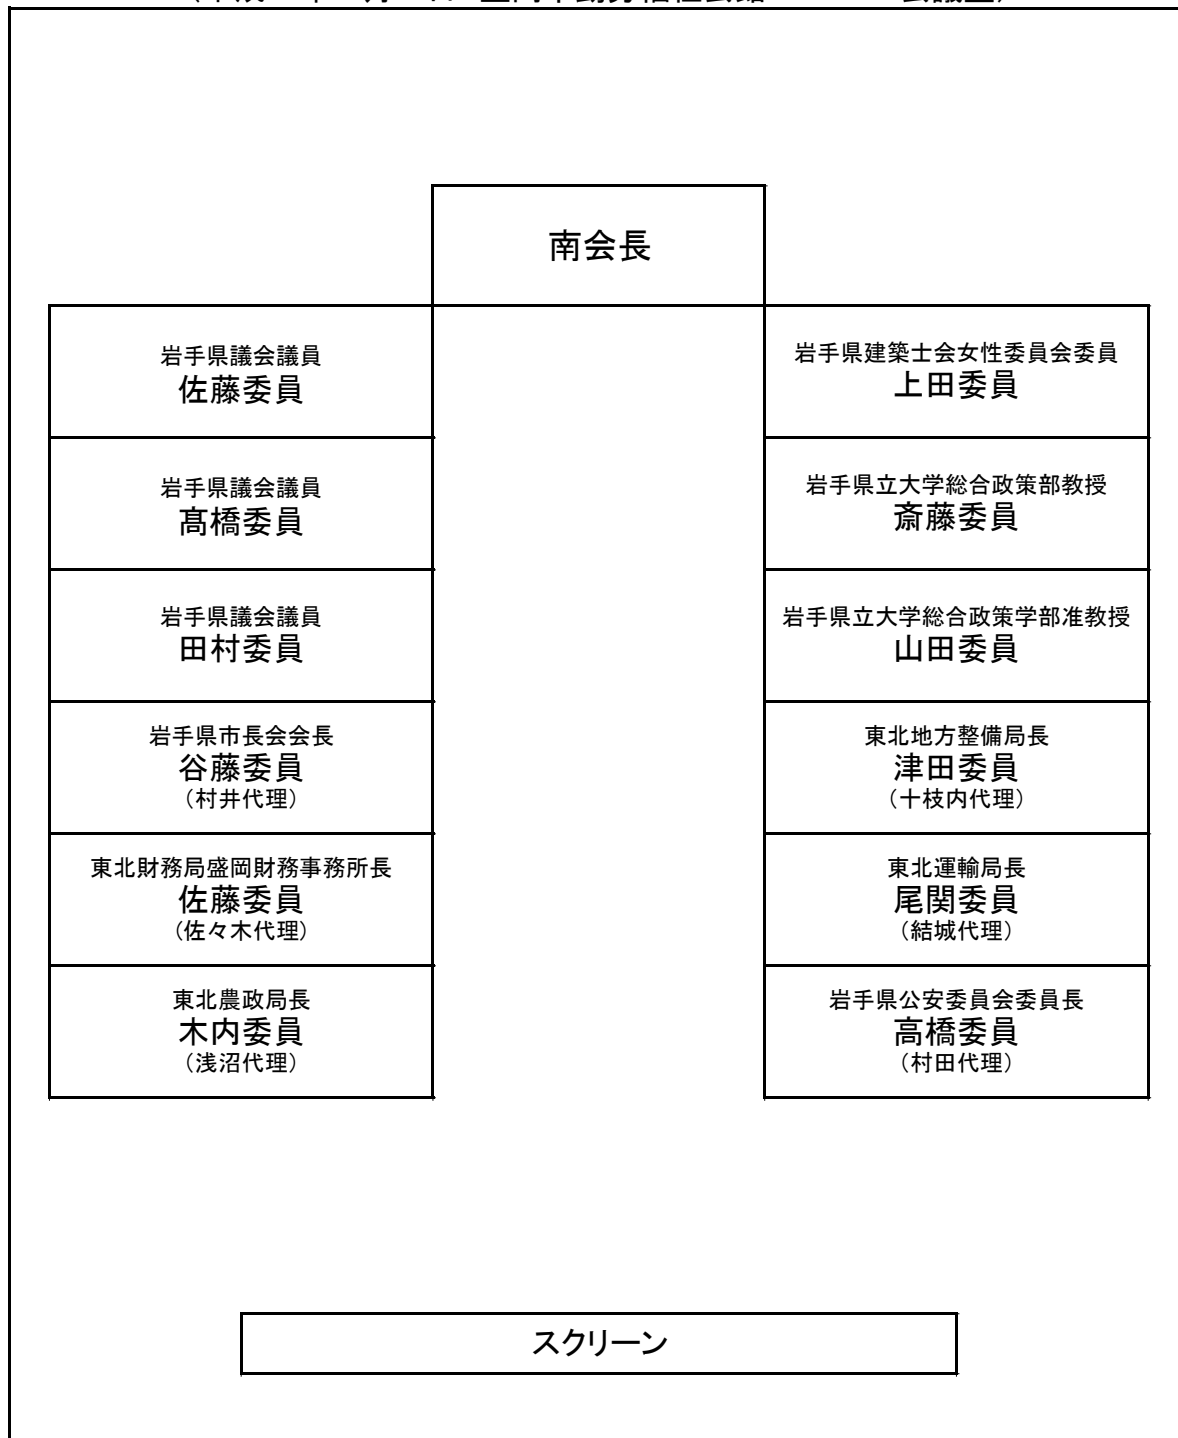 南会長
岩手県議会議員
佐藤委員
岩手県議会議員
髙橋委員
岩手県議会議員
田村委員
岩手県市長会会長
谷藤委員
（村井代理）
東北財務局盛岡財務事務所長
佐藤委員
（佐々木代理）
東北農政局長
木内委員
（浅沼代理）
岩手県建築士会女性委員会委員
上田委員
岩手県立大学総合政策部教授
斎藤委員
岩手県立大学総合政策学部准教授
山田委員
東北地方整備局長
津田委員
（十枝内代理）
東北運輸局長
尾関委員
（結城代理）
岩手県公安委員会委員長
高橋委員
（村田代理）
スクリーン